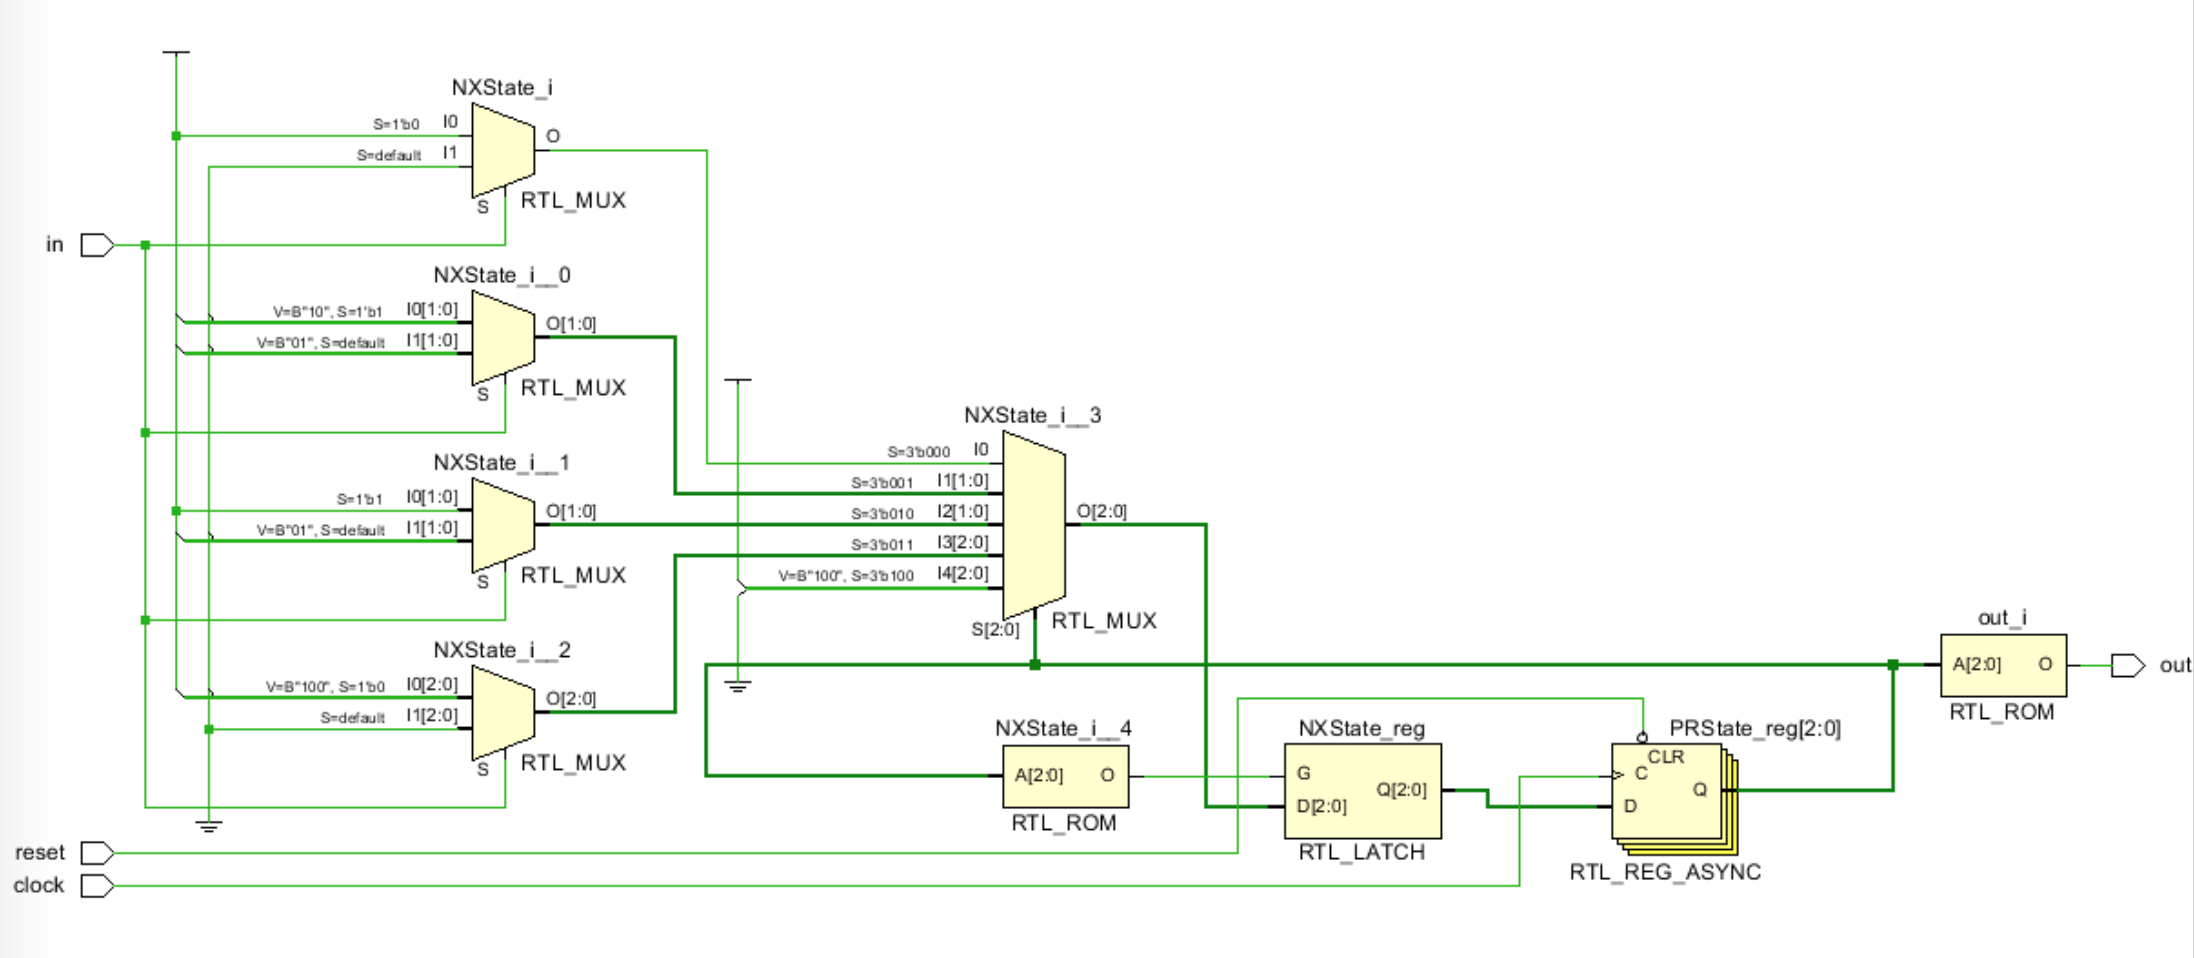 NXState_i
S=1'b0 I0
O
S=default I1
S
RTL_MUX
in
NXState_i__0
V=B"10", S=1'b1 I0[1:0]
O[1:0]
V=B"01", S=default I1[1:0]
S
RTL_MUX
NXState_i__1
S=1'b1 I0[1:0]
O[1:0]
V=B"01", S=default I1[1:0]
S
RTL_MUX
NXState_i__2
V=B"100", S=1'b0 I0[2:0]
O[2:0]
S=default I1[2:0]
S
RTL_MUX
NXState_i__3
S=3'b000 I0
S=3'b001 I1[1:0]
S=3'b010 I2[1:0]
O[2:0]
S=3'b011 I3[2:0]
V=B"100", S=3'b100 I4[2:0]
S[2:0]
RTL_MUX
NXState_i__4
A[2:0] O
RTL_ROM
NXState_reg
G
D[2:0]
Q[2:0]
RTL_LATCH
PRState_reg[2:0]
CLR
C
Q
D
RTL_REG_ASYNC
out_i
A[2:0] O
RTL_ROM
out
reset
clock